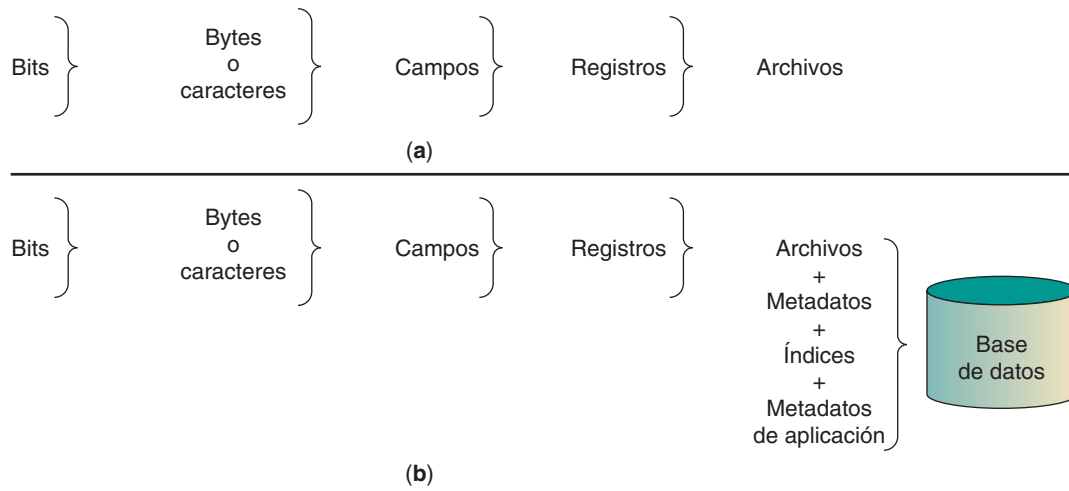 Bits
Bytes
o
caracteres
Campos
Registros
Archivos
(a)
Bits
Bytes
o
caracteres
Campos
Registros
Archivos
+
Metadatos
+
Índices
+
Metadatos
de aplicación
Base
de datos
(b)